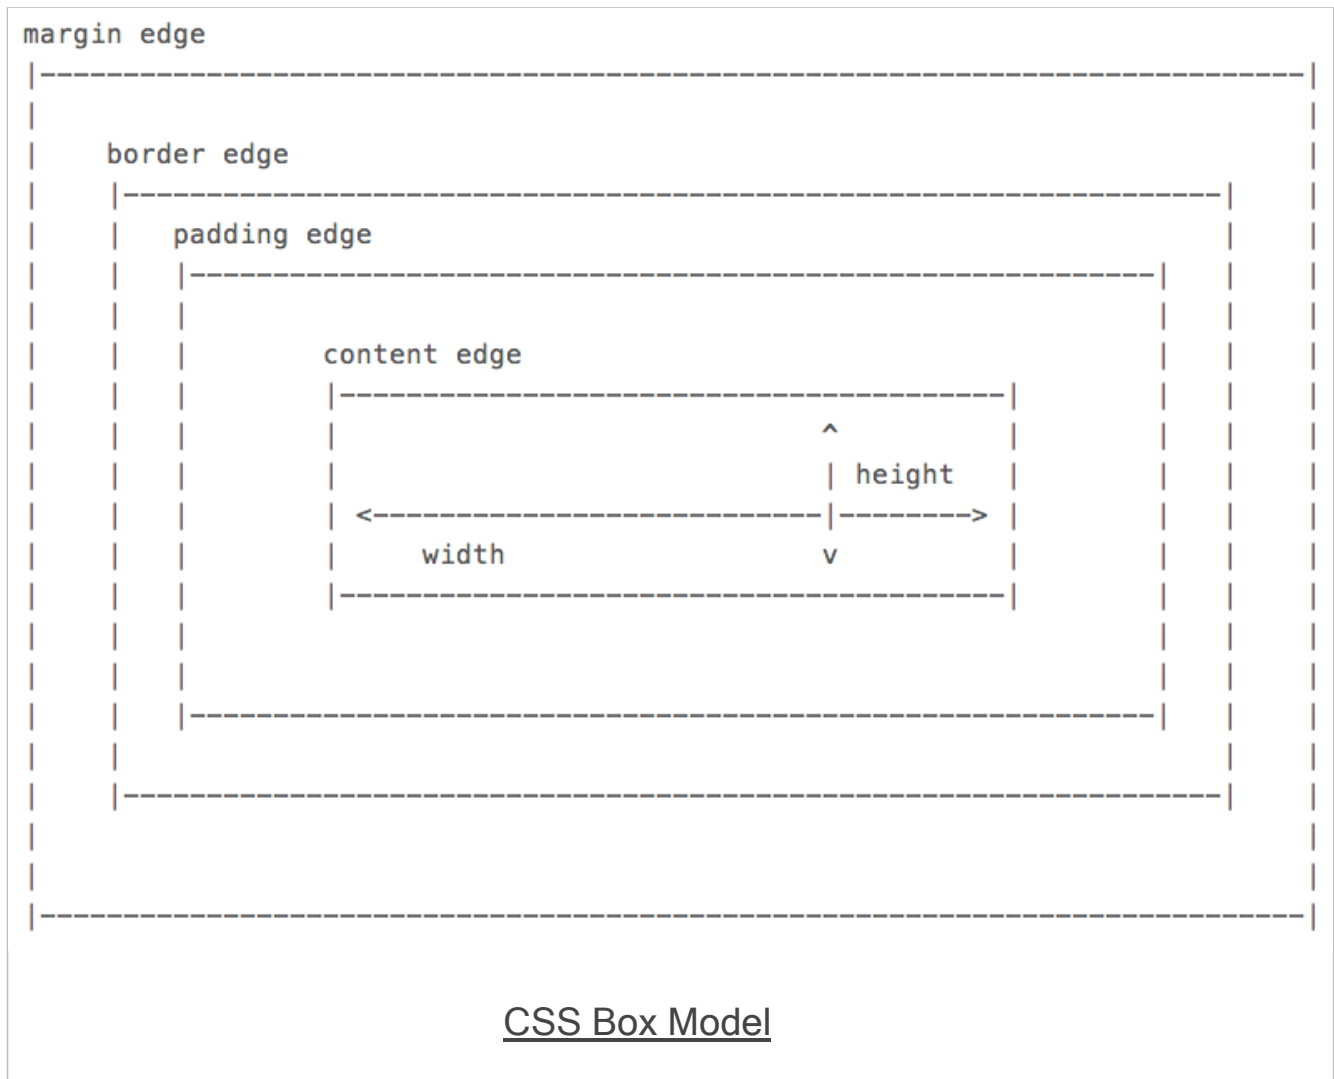 margin edge
border edge
padding edge
content edge
^
| height
<---------------------------|-------->
width v
CSS Box Model